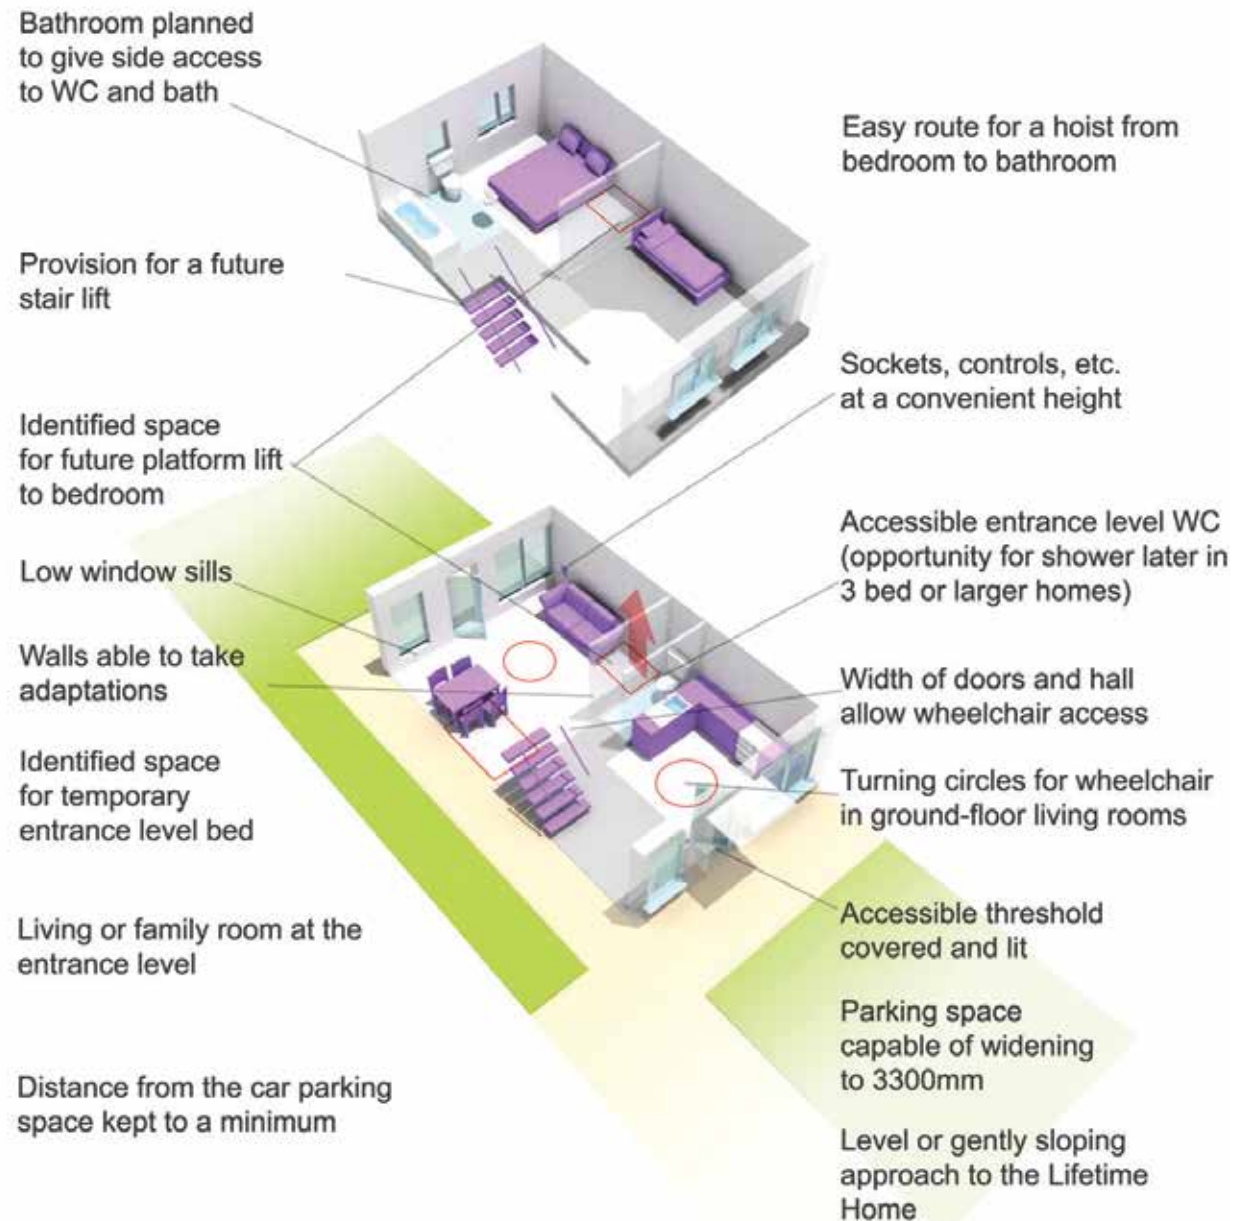 Bathroom planned
to give side access
to WC and bath
Provision for a future
stair lift
Identified space
for future platform lift
to bedroom
Low window sills
Walls able to take
adaptations
Identified space
for temporary
entrance level bed
Living or family room at the
entrance level
Distance from the car parking
space kept to a minimum
Easy route for a hoist from
bedroom to bathroom
Sockets, controls, etc.
at a convenient height
Accessible entrance level WC
(opportunity for shower later in
3 bed or larger homes)
Width of doors and hall
allow wheelchair access
Turning circles for wheelchair
in ground-floor living rooms
Accessible threshold
covered and lit
Parking space
capable of widening
to 3300mm
Level or gently sloping
approach to the Lifetime
Home